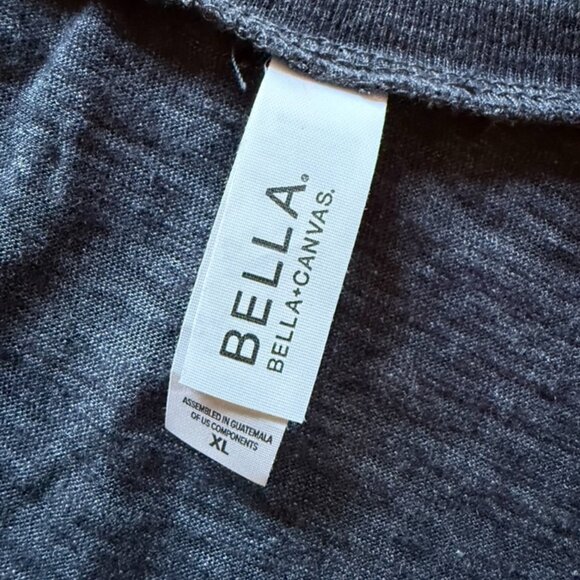 BELLA.
BELLA+CANVAS.
ASSEMBLED IN GUATEMALA
OF US COMPONENTS
XL